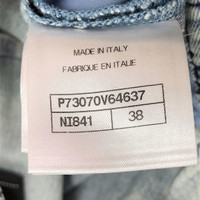 MADE IN ITALY
FABRIQUE EN ITALIE
P73070V64637
NI841 38